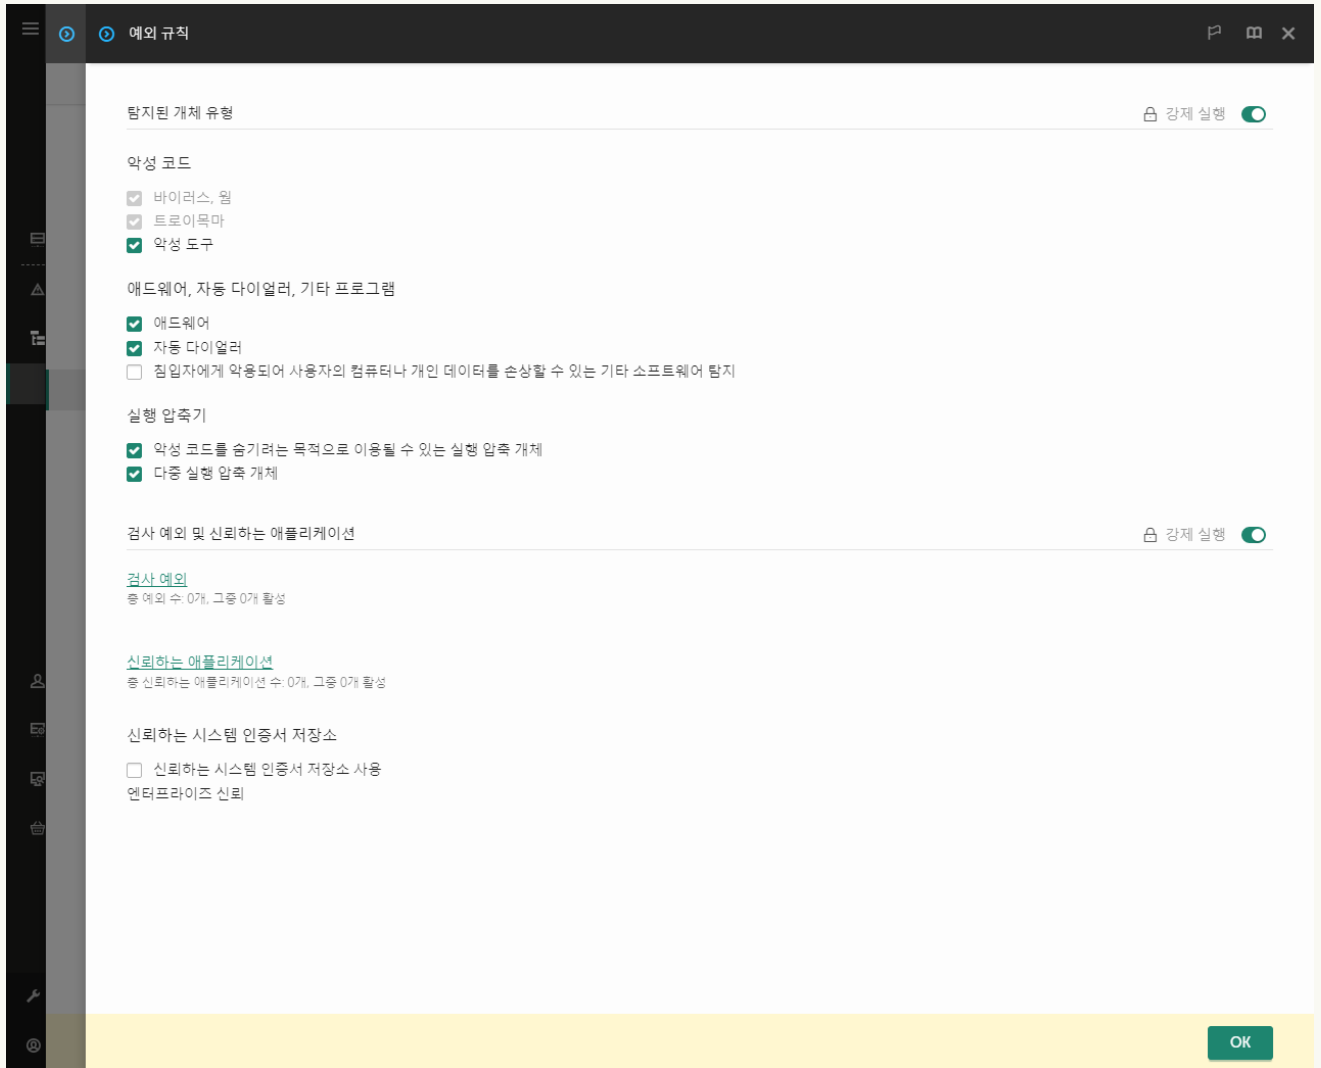 예외 규칙
탐지된 개체 유형
강제 실행
악성 코드
바이러스, 웜
트로이목마
악성 도구
애드웨어, 자동 다이얼러, 기타 프로그램
애드웨어
자동 다이얼러
침입자에게 악용되어 사용자의 컴퓨터나 개인 데이터를 손상할 수 있는 기타 소프트웨어 탐지
실행 압축기
악성 코드를 숨기려는 목적으로 이용될 수 있는 실행 압축 개체
다중 실행 압축 개체
검사 예외 및 신뢰하는 애플리케이션
강제 실행
검사 예외
총 예외 수: 0개, 그중 0개 활성
신뢰하는 애플리케이션
총 신뢰하는 애플리케이션 수: 0개, 그중 0개 활성
신뢰하는 시스템 인증서 저장소
신뢰하는 시스템 인증서 저장소 사용
엔터프라이즈 신뢰
OK